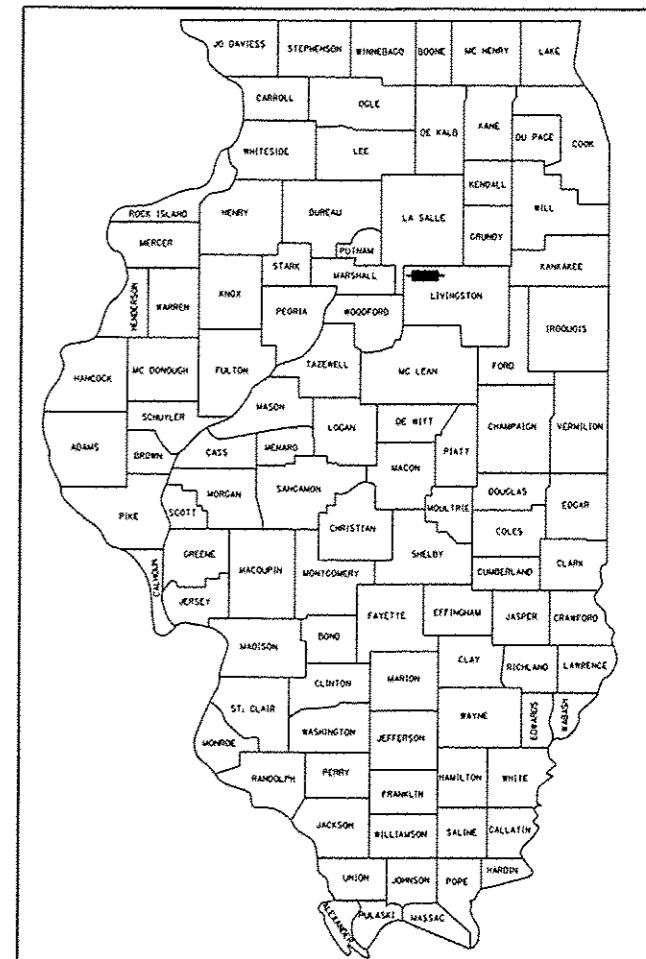 JO DAVIESS
STEPHENSON
WINNEBAGO
BOONE
MC HENRY
LAKE
CARROLL
OGLE
DE KALB
KANE
DU PAGE
COOK
WHITESIDE
LEE
KENDALL
WILL
ROCK ISLAND
HENRY
BUREAU
LA SALLE
GRUNDY
MERCER
PUTNAM
STARK
MARSHALL
KANKAKEE
HENDERSON
WARREN
KNOX
PEORIA
WOODFORD
LIVINGSTON
IROQUOIS
HANCOCK
MC DONOUGH
FULTON
TAZEWELL
MC LEAN
FORD
MASON
SCHUYLER
LOGAN
DE WITT
CHAMPAIGN
VERMILION
ADAMS
BROWN
CASS
MENARD
PIATT
MACON
MORGAN
SANGAMON
DOUGLAS
EDGAR
PIKE
SCOTT
CHRISTIAN
MOULTRIE
COLES
GREENE
MACOUPIN
MONTGOMERY
SHELBY
CUMBERLAND
CLARK
CALHOUN
JERSEY
FAYETTE
EFFINGHAM
JASPER
CRAWFORD
MADISON
BOND
CLAY
RICHLAND
LAWRENCE
CLINTON
MARION
ST. CLAIR
WAYNE
EDWARDS
WABASH
WASHINGTON
JEFFERSON
MONROE
RANDOLPH
PERRY
HAMILTON
WHITE
FRANKLIN
JACKSON
WILLIAMSON
SALINE
GALLATIN
UNION
JOHNSON
POPE
HARDIN
ALEXANDER
PULASKI
MASSAC